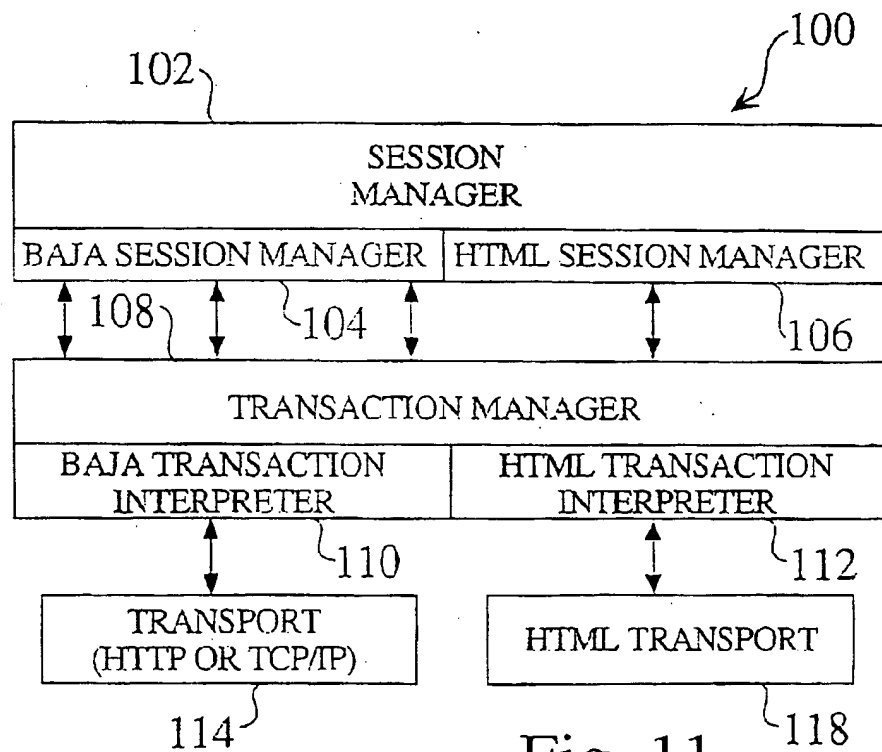 100
102
SESSION
MANAGER
BAJA SESSION MANAGER
HTML SESSION MANAGER
108
104
106
TRANSACTION MANAGER
BAJA TRANSACTION
INTERPRETER
HTML TRANSACTION
INTERPRETER
110
112
TRANSPORT
(HTTP OR TCP/IP)
HTML TRANSPORT
114
118
Fig. 11